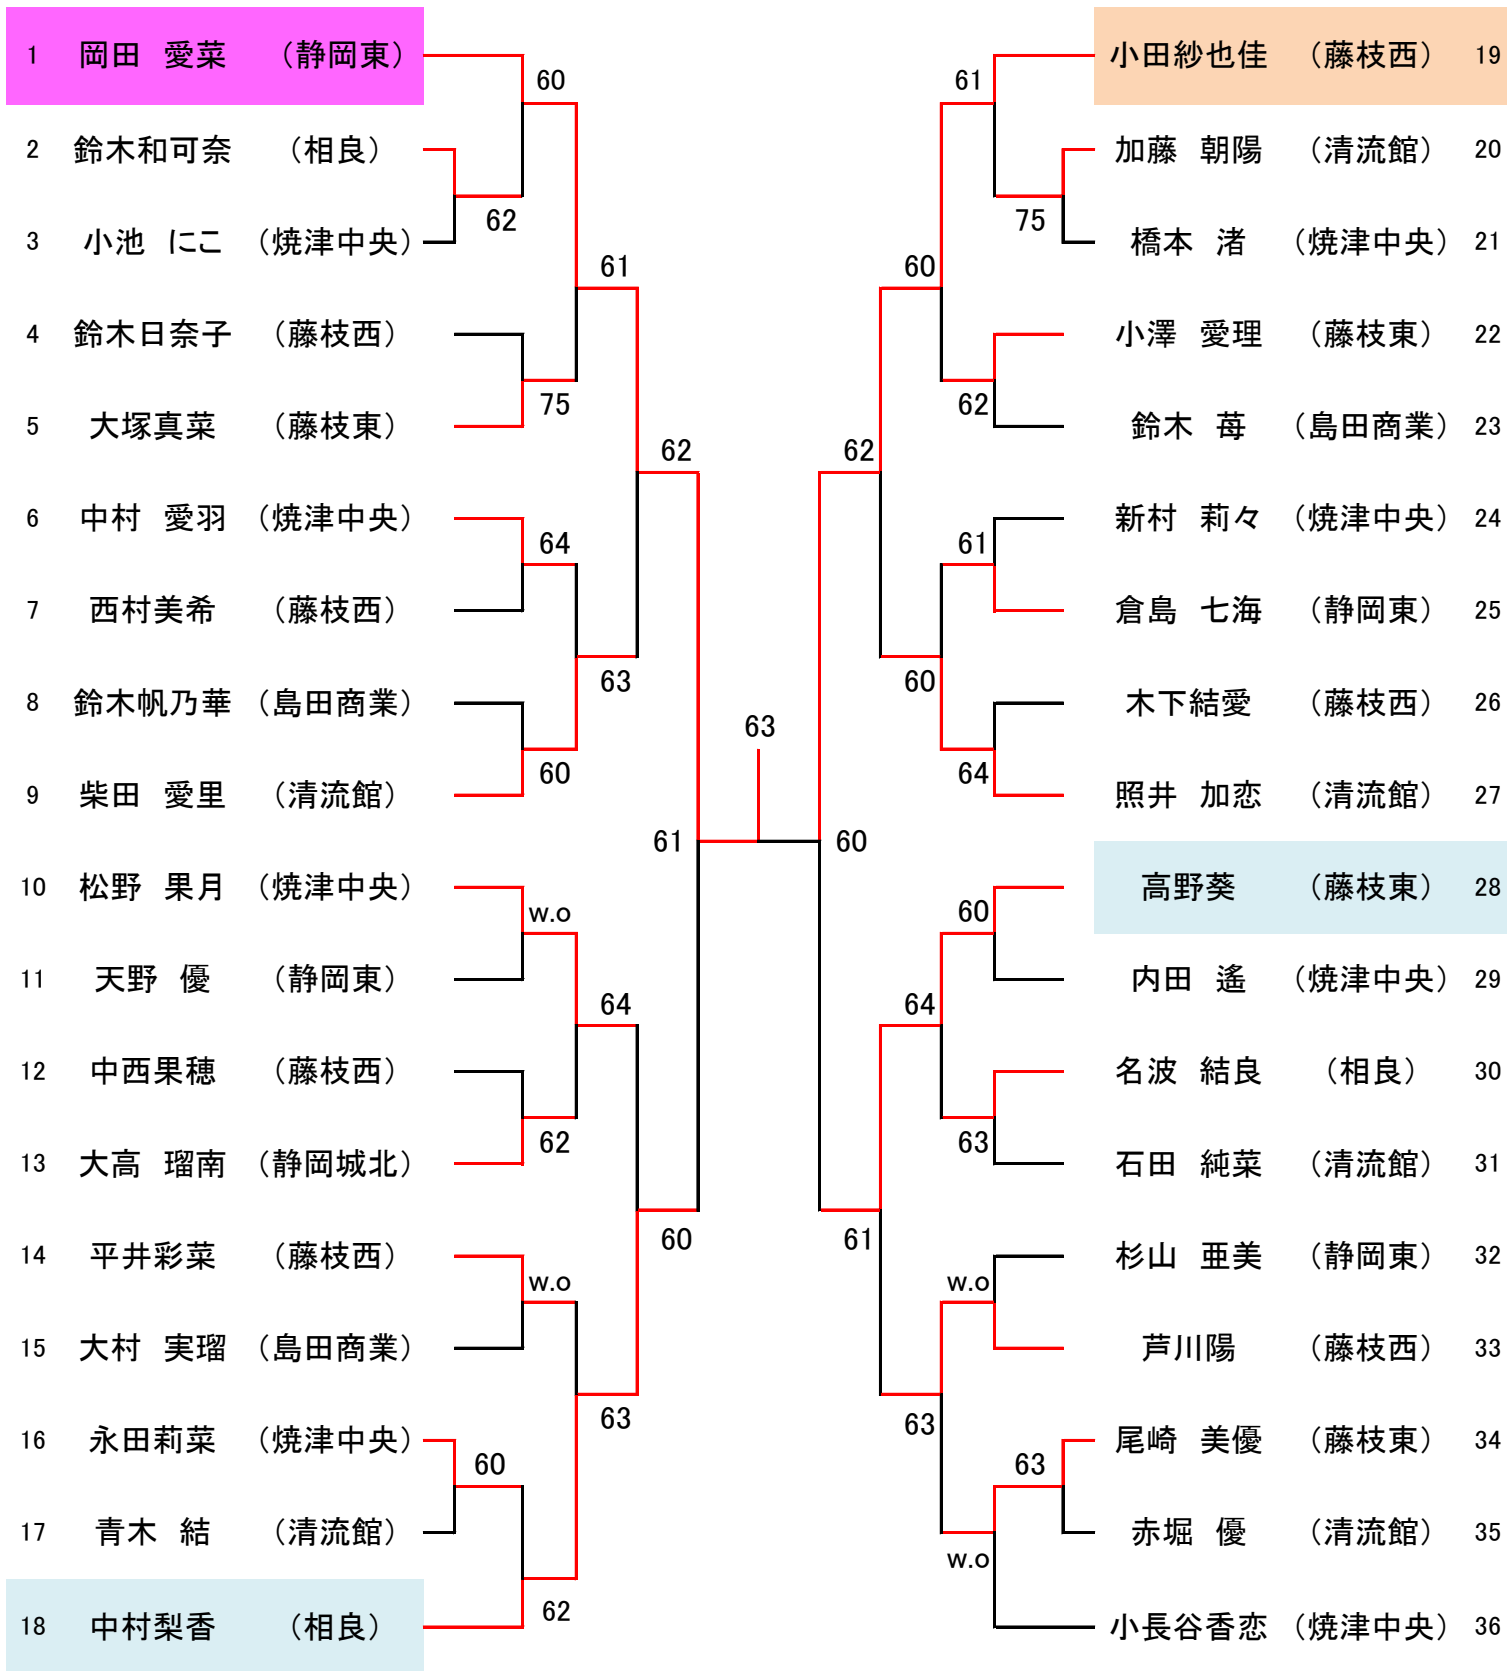 1 岡田 愛菜 （静岡東）
2 鈴木和可奈 （相良）
3 小池 にこ （焼津中央）
4 鈴木日奈子 （藤枝西）
5 大塚真菜 （藤枝東）
6 中村 愛羽 （焼津中央）
7 西村美希 （藤枝西）
8 鈴木帆乃華 （島田商業）
9 柴田 愛里 （清流館）
10 松野 果月 （焼津中央）
11 天野 優 （静岡東）
12 中西果穂 （藤枝西）
13 大高 瑠南 （静岡城北）
14 平井彩菜 （藤枝西）
15 大村 実瑠 （島田商業）
16 永田莉菜 （焼津中央）
17 青木 結 （清流館）
18 中村梨香 （相良）
60
62
61
75
62
64
63
60
61
w.o
64
62
60
w.o
63
60
62
63
61
75
60
62
62
61
60
64
60
60
64
63
61
w.o
63
63
w.o
小田紗也佳 （藤枝西） 19
加藤 朝陽 （清流館） 20
橋本 渚 （焼津中央） 21
小澤 愛理 （藤枝東） 22
鈴木 苺 （島田商業） 23
新村 莉々 （焼津中央） 24
倉島 七海 （静岡東） 25
木下結愛 （藤枝西） 26
照井 加恋 （清流館） 27
高野葵 （藤枝東） 28
内田 遙 （焼津中央） 29
名波 結良 （相良） 30
石田 純菜 （清流館） 31
杉山 亜美 （静岡東） 32
芦川陽 （藤枝西） 33
尾崎 美優 （藤枝東） 34
赤堀 優 （清流館） 35
小長谷香恋 （焼津中央） 36